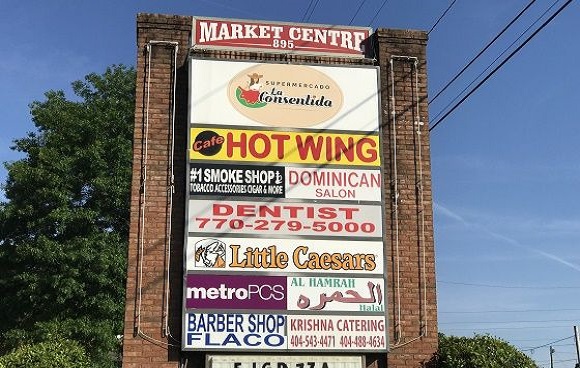 MARKET CENTRE
895
SUPERMERCADO
La
Consentida
Cafe HOT WING
#1 SMOKE SHOP
TOBACCO ACCESSORIES CIGAR & MORE
DOMINICAN
SALON
DENTIST
770-279-5000
Little Caesars
metroPCS
AL HAMRAH
الحمره
Halal
BARBER SHOP
FLACO
KRISHNA CATERING
404-543-4471 404-488-4634